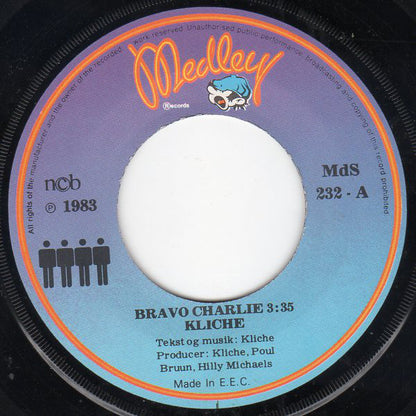 All rights of the manufacturer and the owner of the recorded work reserved. Unauthorised public performance, broadcasting and copying of this record prohibited.
Medley
Records
ncb
MdS
℗ 1983
232 - A
BRAVO CHARLIE 3:35
KLICHE
Tekst og musik: Kliche
Producer: Kliche, Poul
Bruun, Hilly Michaels
Made in E.E.C.